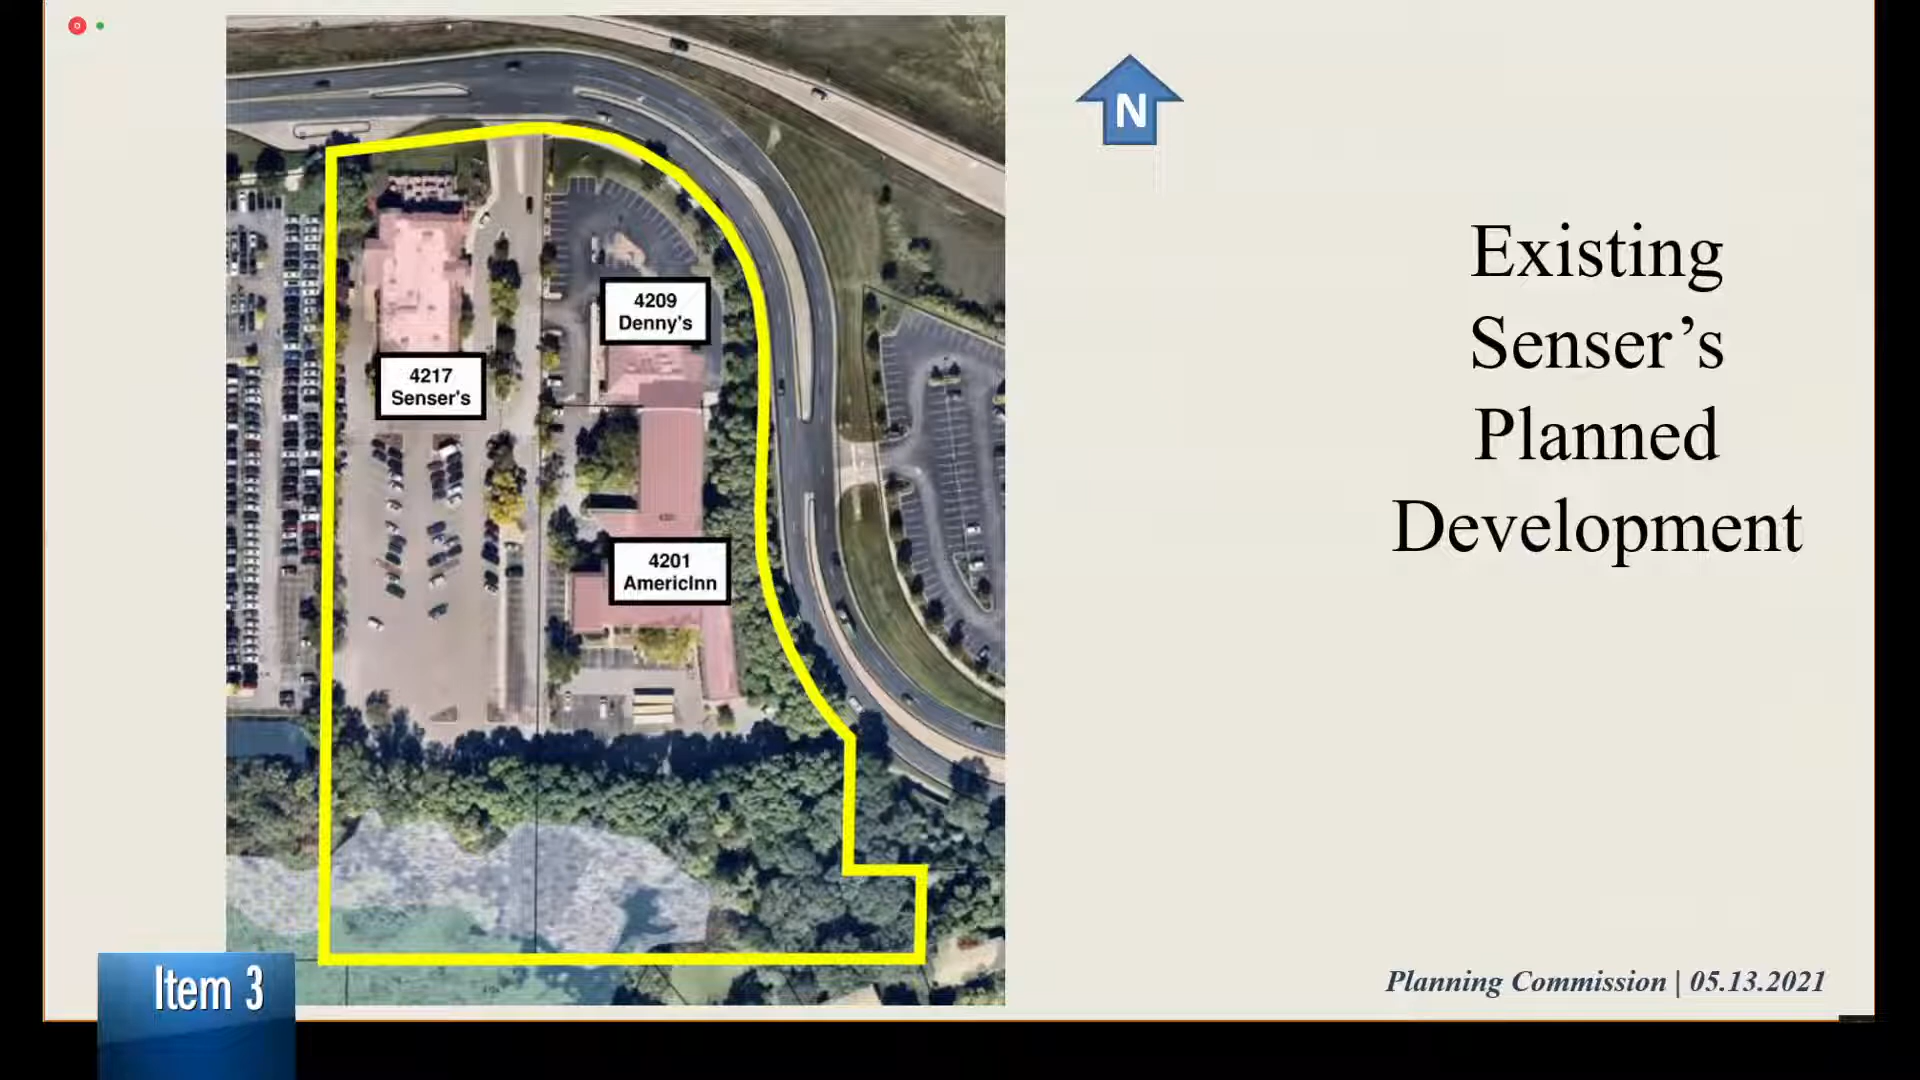 N
Existing
Senser’s
Planned
Development
4209
Denny's
4217
Senser's
4201
AmericInn
Planning Commission | 05.13.2021
Item 3